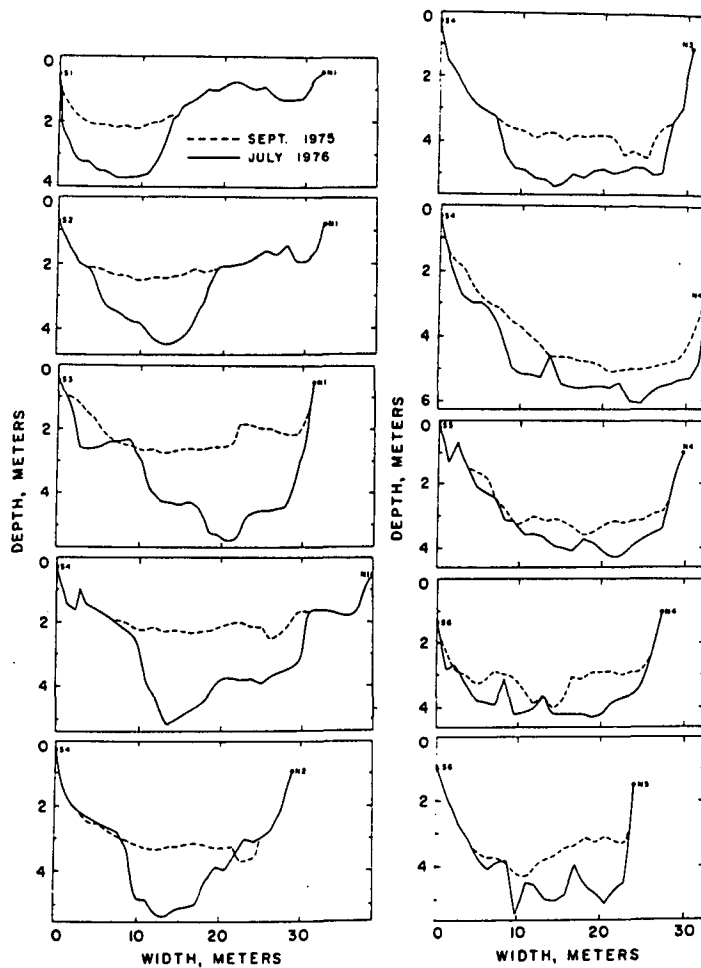 0
S1
N1
2
4
SEPT. 1975
JULY 1976
0
S2
N1
2
4
0
S3
N1
2
4
0
S4
N1
2
4
0
S4
N2
2
4
0 10 20 30
WIDTH, METERS
DEPTH, METERS
0
S4
N3
2
4
0
S4
N4
2
4
6
0
S5
N4
2
4
0
S6
N4
2
4
0
S6
N5
2
4
0 10 20 30
WIDTH, METERS
DEPTH, METERS